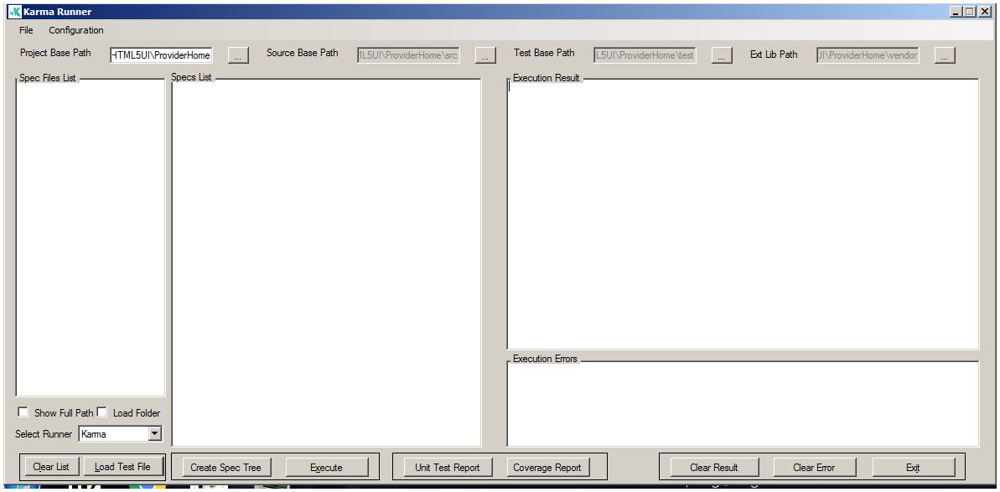 Karma Runner
File Configuration
Project Base Path HTML5UI\ProviderHome ... Source Base Path L5UI\ProviderHome\src ... Test Base Path L5UI\ProviderHome\test ... Ext Lib Path \ProviderHome\vendor ...
Spec Files List Specs List Execution Result
Execution Errors
Show Full Path Load Folder
Select Runner Karma
Clear List Load Test File Create Spec Tree Execute Unit Test Report Coverage Report Clear Result Clear Error Exit